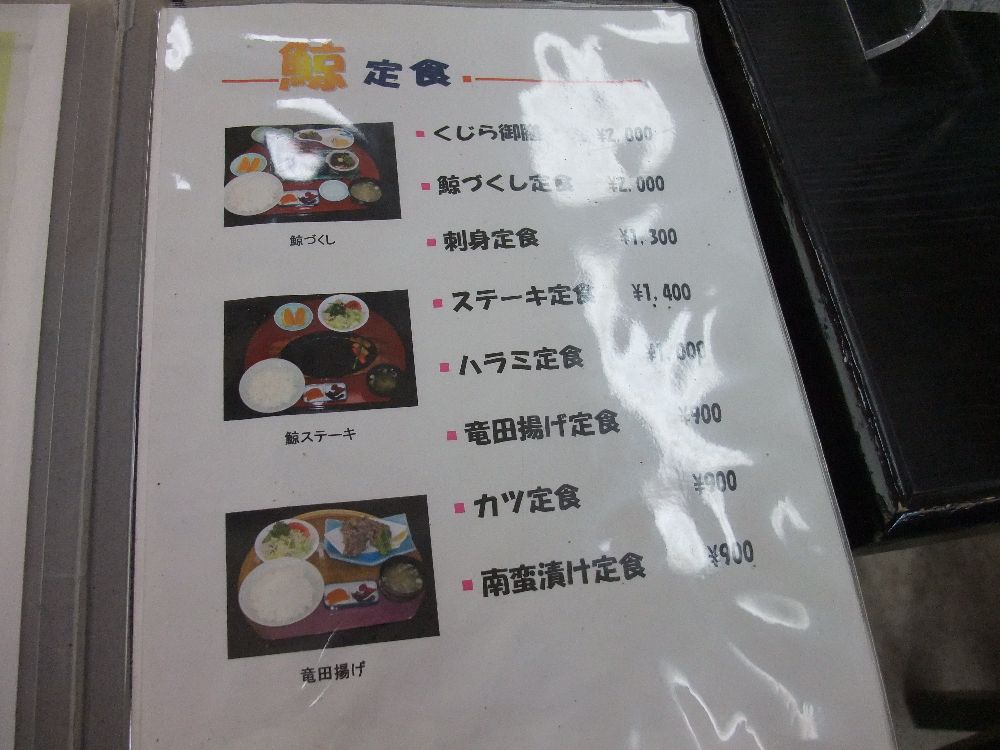 鯨定食
くじら御膳 ¥2,000
鯨づくし定食 ¥2,000
刺身定食 ¥1,300
ステーキ定食 ¥1,400
ハラミ定食
竜田揚げ定食 ¥900
カツ定食 ¥900
南蛮漬け定食 ¥900
鯨づくし
鯨ステーキ
竜田揚げ